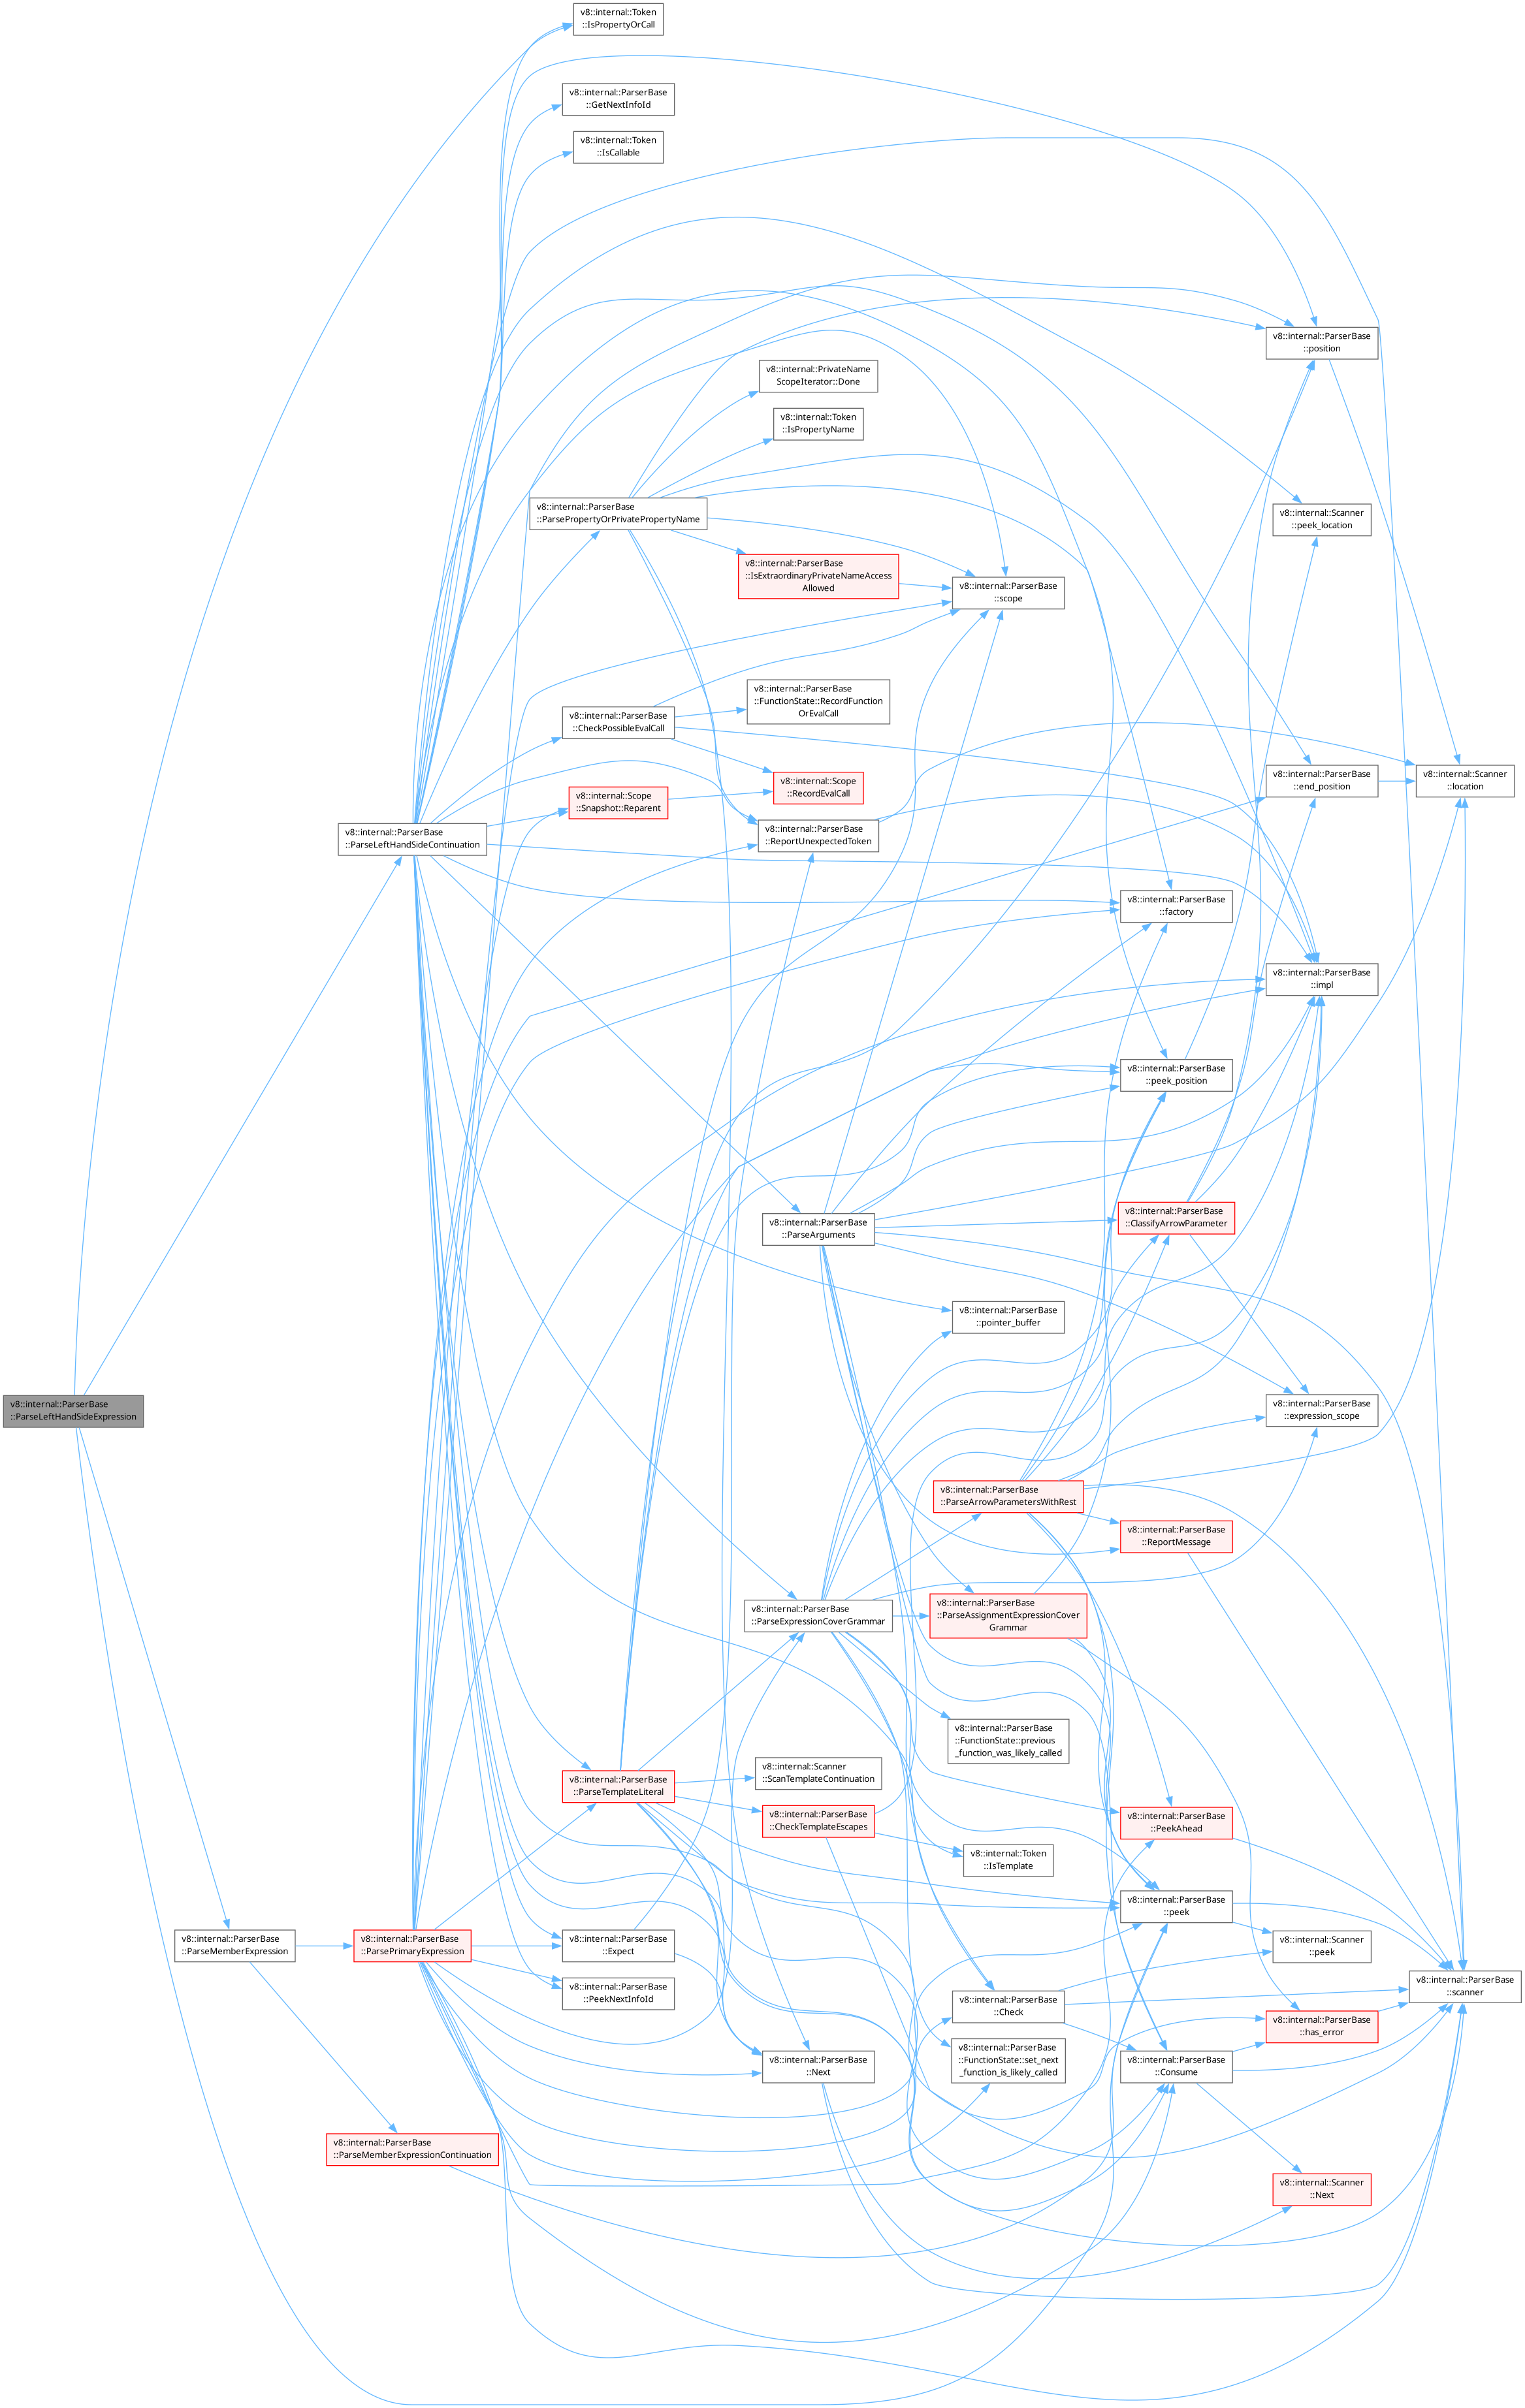 v8::internal::Token
::IsPropertyOrCall
v8::internal::ParserBase
::GetNextInfoId
v8::internal::Token
::IsCallable
v8::internal::ParserBase
::position
v8::internal::PrivateName
ScopeIterator::Done
v8::internal::Token
::IsPropertyName
v8::internal::ParserBase
::ParsePropertyOrPrivatePropertyName
v8::internal::Scanner
::peek_location
v8::internal::ParserBase
::IsExtraordinaryPrivateNameAccess
Allowed
v8::internal::ParserBase
::scope
v8::internal::ParserBase
::FunctionState::RecordFunction
OrEvalCall
v8::internal::ParserBase
::CheckPossibleEvalCall
v8::internal::Scope
::RecordEvalCall
v8::internal::ParserBase
::end_position
v8::internal::Scanner
::location
v8::internal::Scope
::Snapshot::Reparent
v8::internal::ParserBase
::ParseLeftHandSideContinuation
v8::internal::ParserBase
::ReportUnexpectedToken
v8::internal::ParserBase
::factory
v8::internal::ParserBase
::impl
v8::internal::ParserBase
::peek_position
v8::internal::ParserBase
::ClassifyArrowParameter
v8::internal::ParserBase
::ParseArguments
v8::internal::ParserBase
::pointer_buffer
v8::internal::ParserBase
::ParseLeftHandSideExpression
v8::internal::ParserBase
::expression_scope
v8::internal::ParserBase
::ParseArrowParametersWithRest
v8::internal::ParserBase
::ReportMessage
v8::internal::ParserBase
::ParseExpressionCoverGrammar
v8::internal::ParserBase
::ParseAssignmentExpressionCover
Grammar
v8::internal::ParserBase
::FunctionState::previous
_function_was_likely_called
v8::internal::Scanner
::ScanTemplateContinuation
v8::internal::ParserBase
::ParseTemplateLiteral
v8::internal::ParserBase
::CheckTemplateEscapes
v8::internal::ParserBase
::PeekAhead
v8::internal::Token
::IsTemplate
v8::internal::ParserBase
::peek
v8::internal::ParserBase
::ParseMemberExpression
v8::internal::ParserBase
::ParsePrimaryExpression
v8::internal::ParserBase
::Expect
v8::internal::Scanner
::peek
v8::internal::ParserBase
::PeekNextInfoId
v8::internal::ParserBase
::Check
v8::internal::ParserBase
::scanner
v8::internal::ParserBase
::has_error
v8::internal::ParserBase
::Next
v8::internal::ParserBase
::FunctionState::set_next
_function_is_likely_called
v8::internal::ParserBase
::Consume
v8::internal::ParserBase
::ParseMemberExpressionContinuation
v8::internal::Scanner
::Next